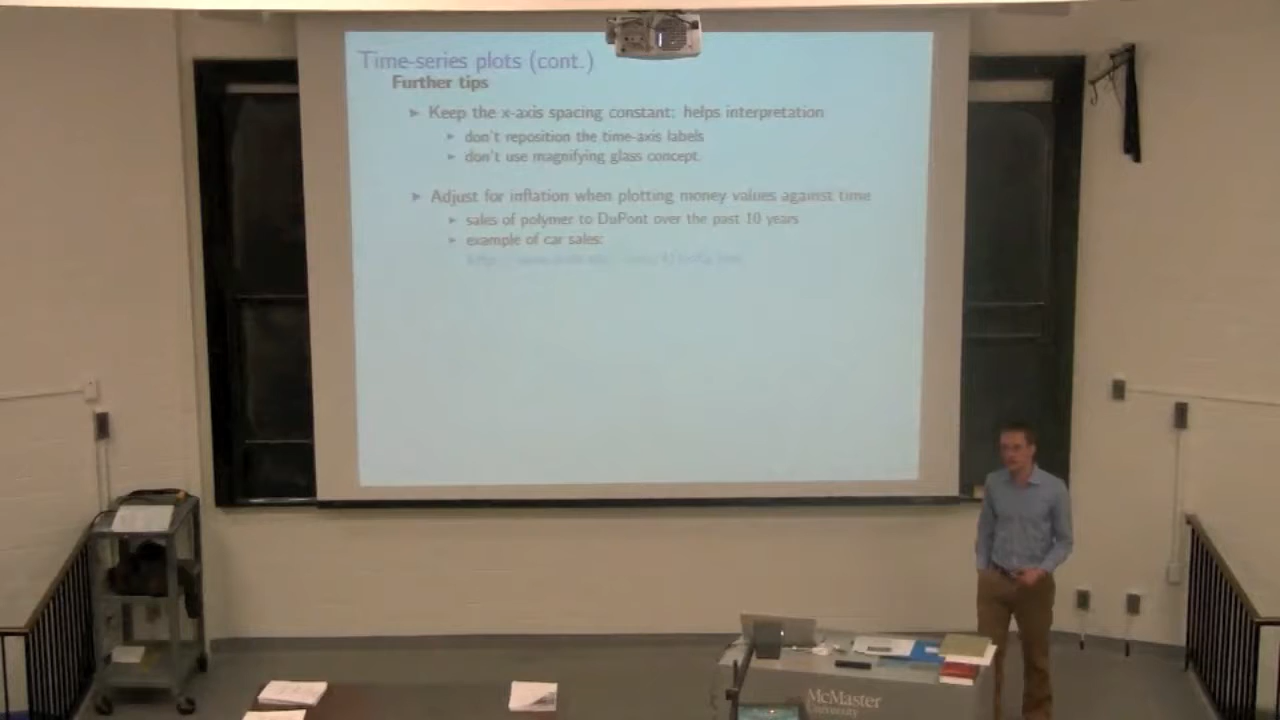 Time-series plots (cont.)
Further tips
► Keep the x-axis spacing constant: helps interpretation
► don't reposition the time-axis labels
► don't use magnifying glass concept.
► Adjust for inflation when plotting money values against time
► sales of polymer to DuPont over the past 10 years
► example of car sales:
McMaster
University